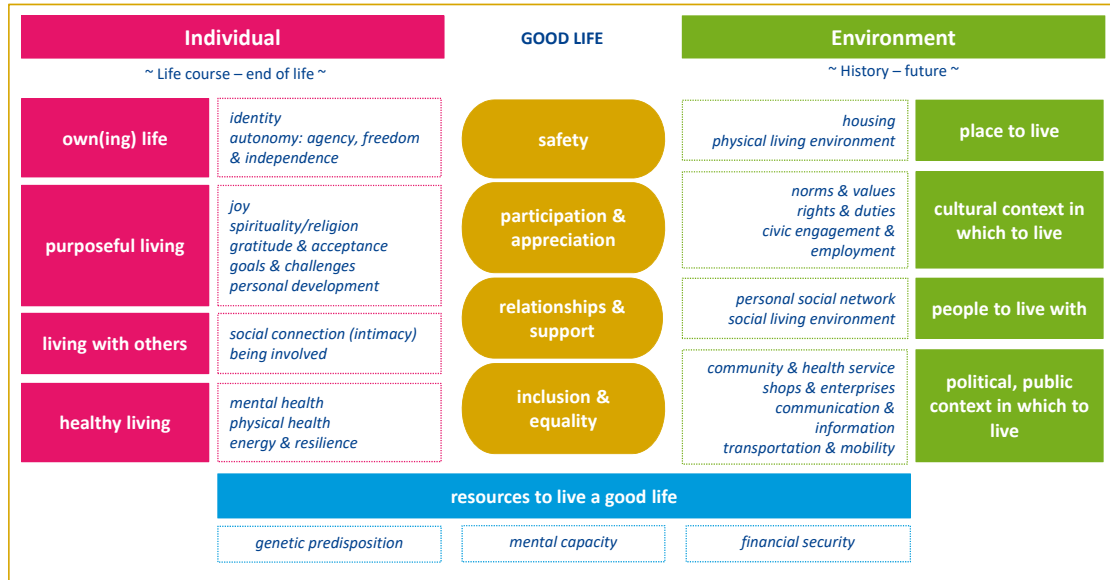 Individual
GOOD LIFE
Environment
~ Life course – end of life ~
~ History – future ~
own(ing) life
identity
autonomy: agency, freedom
& independence
safety
housing
physical living environment
place to live
purposeful living
joy
spirituality/religion
gratitude & acceptance
goals & challenges
personal development
participation &
appreciation
norms & values
rights & duties
civic engagement &
employment
cultural context in
which to live
living with others
social connection (intimacy)
being involved
relationships &
support
personal social network
social living environment
people to live with
healthy living
mental health
physical health
energy & resilience
inclusion &
equality
community & health service
shops & enterprises
communication &
information
transportation & mobility
political, public
context in which to
live
resources to live a good life
genetic predisposition
mental capacity
financial security